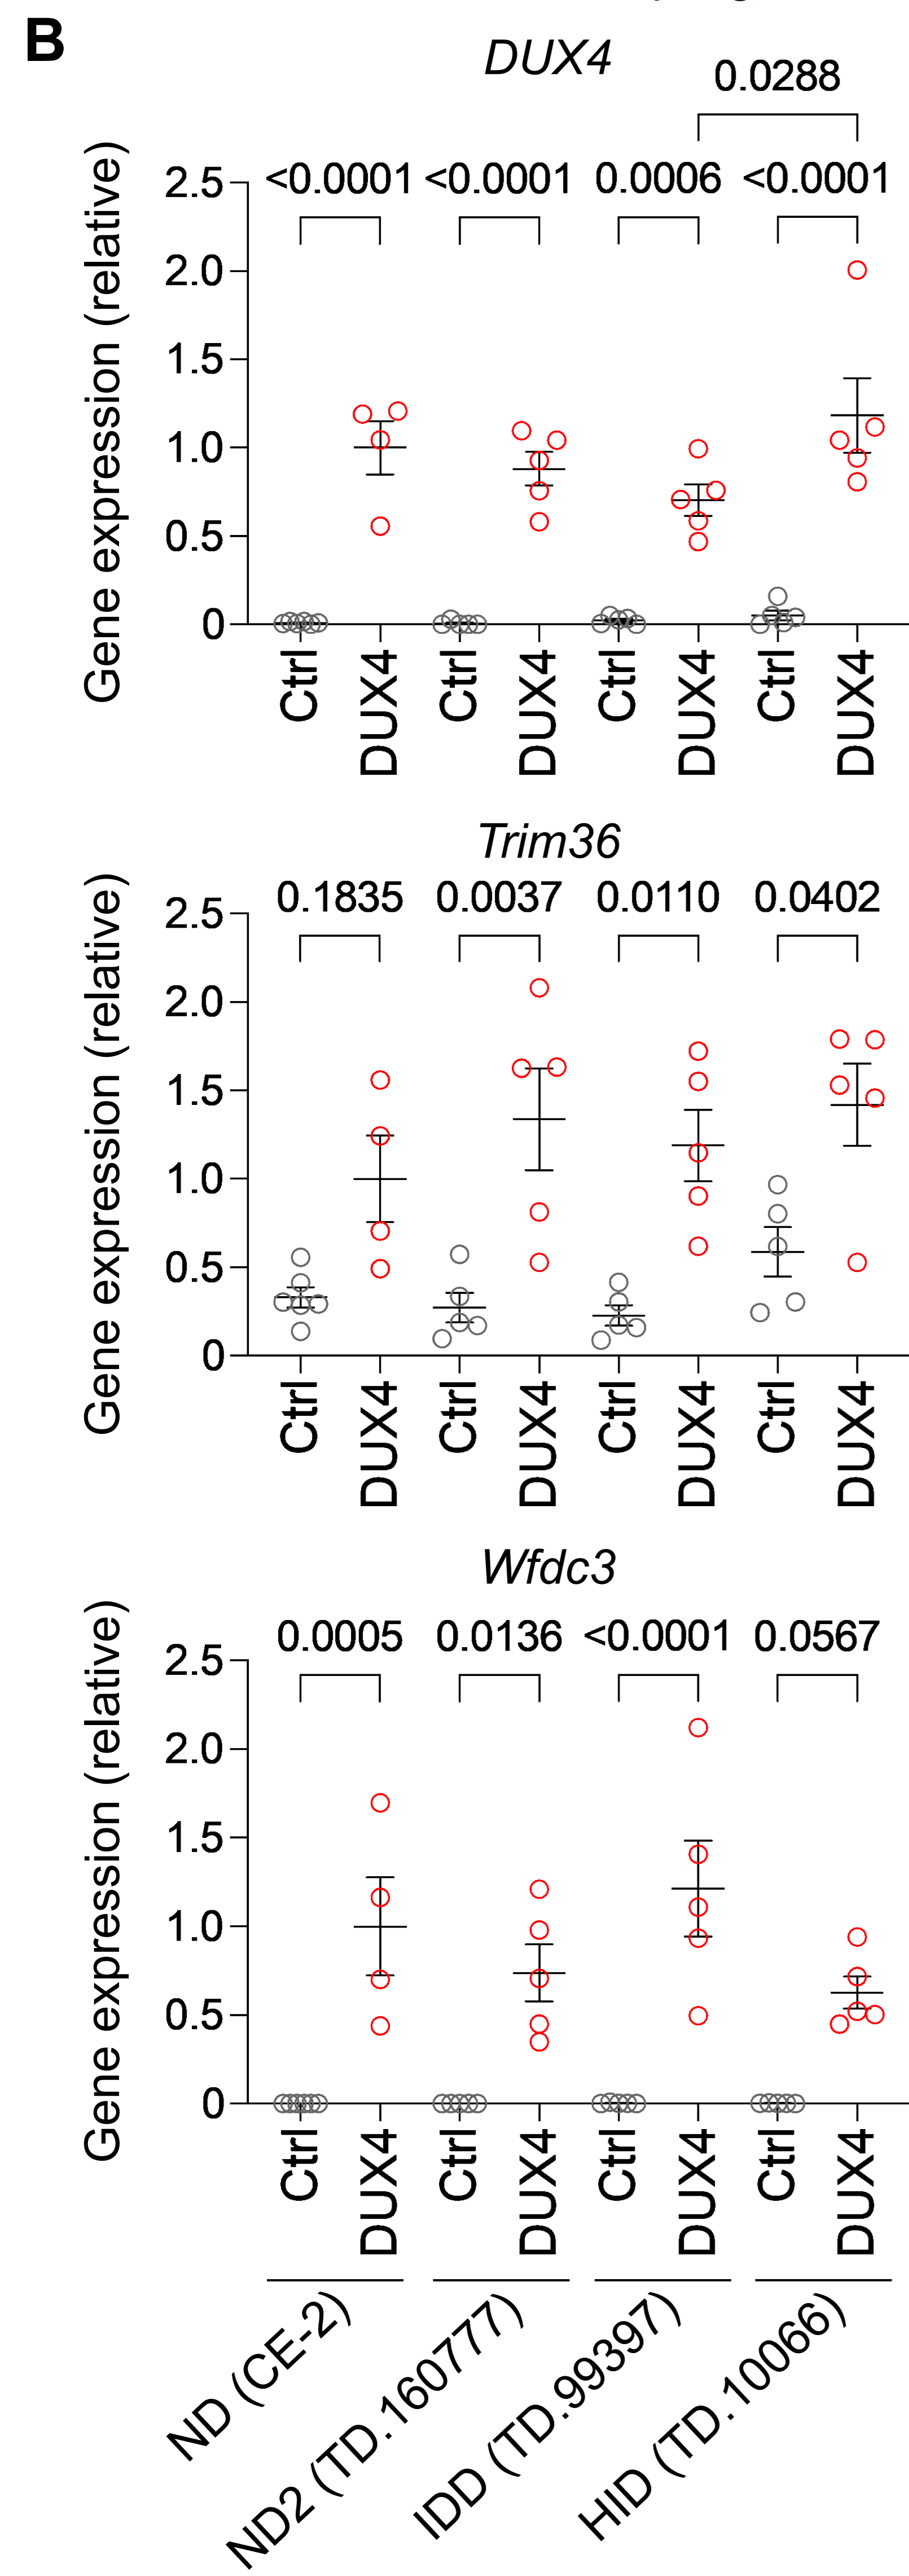 B
DUX4
0.0288
<0.0001 <0.0001 0.0006 <0.0001
Gene expression (relative)
2.5
2.0
1.5
1.0
0.5
0
Ctrl DUX4 Ctrl DUX4 Ctrl DUX4 Ctrl DUX4
Trim36
0.1835 0.0037 0.0110 0.0402
Gene expression (relative)
2.5
2.0
1.5
1.0
0.5
0
Ctrl DUX4 Ctrl DUX4 Ctrl DUX4 Ctrl DUX4
Wfdc3
0.0005 0.0136 <0.0001 0.0567
Gene expression (relative)
2.5
2.0
1.5
1.0
0.5
0
Ctrl DUX4 Ctrl DUX4 Ctrl DUX4 Ctrl DUX4
ND (CE-2)
ND2 (TD.160777)
IDD (TD.99397)
HID (TD.10066)